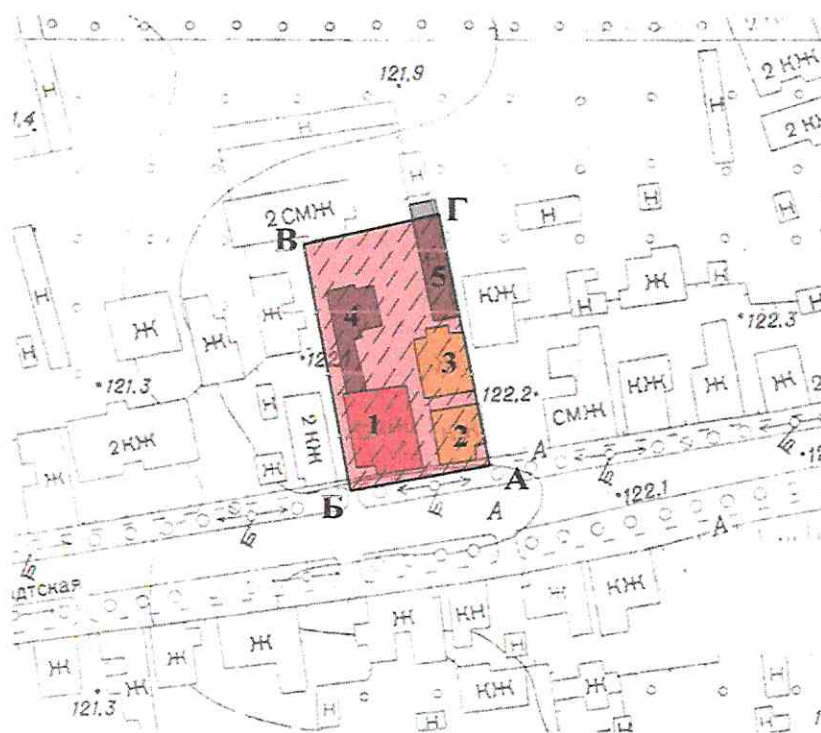 2 КЖ
Н
121.9
Н
Н
2 КЖ
1.4
Н
Н
Н
Н
Н
2 СМЖ
Г
В
Н
5
КЖ
Ж
Н
Н
Н
Ж
Ж
Ж
4
122.3
Н
3
121.3
122.2
КЖ
Ж
Ж
Н
2 КЖ
1
2
СМЖ
2КЖ
Ж
Н
А
А
Б
А
122.1
А
дтская
Ж
КН
Ж
КЖ
Ж
Ж
Ж
Ж
Н
121.3
Н
Н
КЖ
Ж
Н
Н
Н